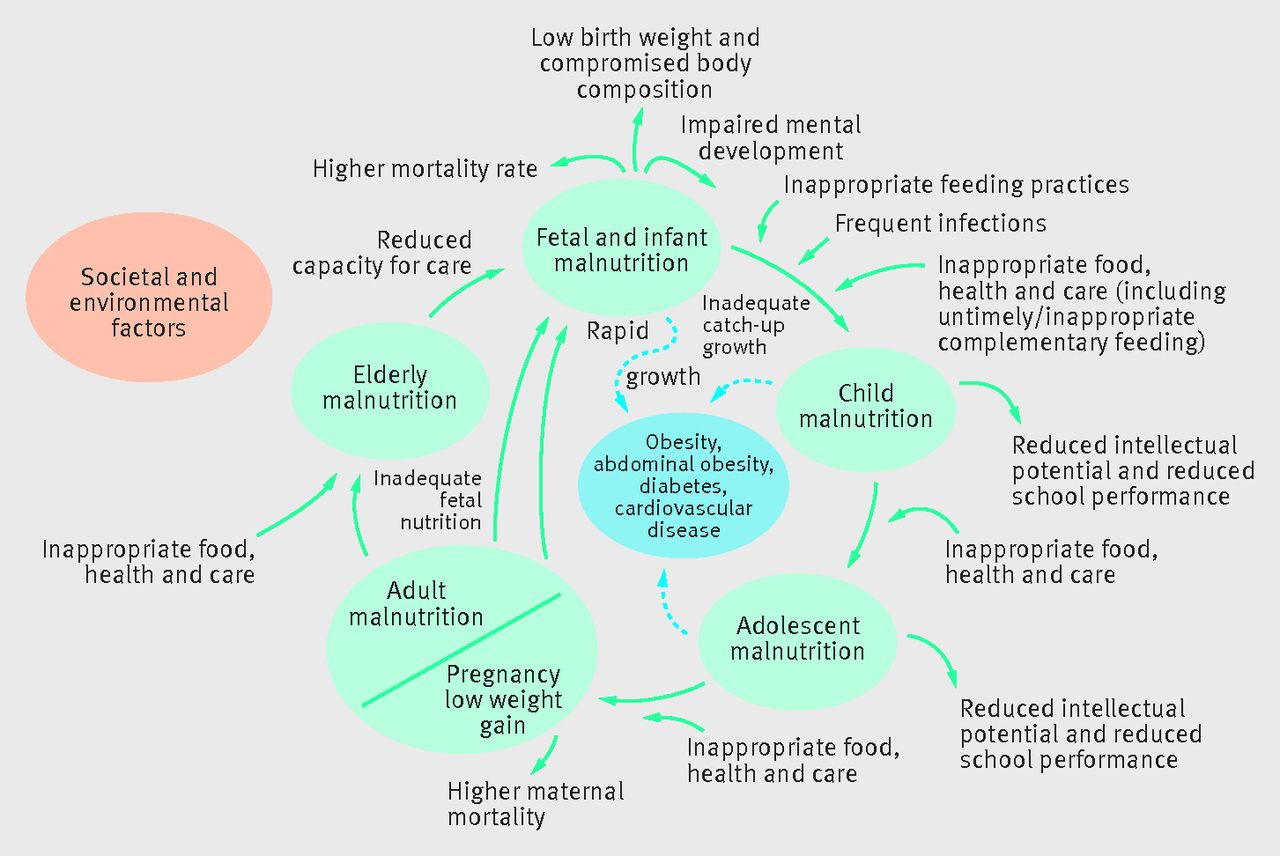 Low birth weight and
compromised body
composition
Impaired mental
development
Higher mortality rate
Inappropriate feeding practices
Frequent infections
Fetal and infant
malnutrition
Reduced
capacity for care
Inappropriate food,
health and care (including
untimely/inappropriate
complementary feeding)
Societal and
environmental
factors
Inadequate
catch-up
growth
Rapid
growth
Elderly
malnutrition
Child
malnutrition
Obesity,
abdominal obesity,
diabetes,
cardiovascular
disease
Reduced intellectual
potential and reduced
school performance
Inadequate
fetal
nutrition
Inappropriate food,
health and care
Inappropriate food,
health and care
Adult
malnutrition
Pregnancy
low weight
gain
Adolescent
malnutrition
Reduced intellectual
potential and reduced
school performance
Inappropriate food,
health and care
Higher maternal
mortality